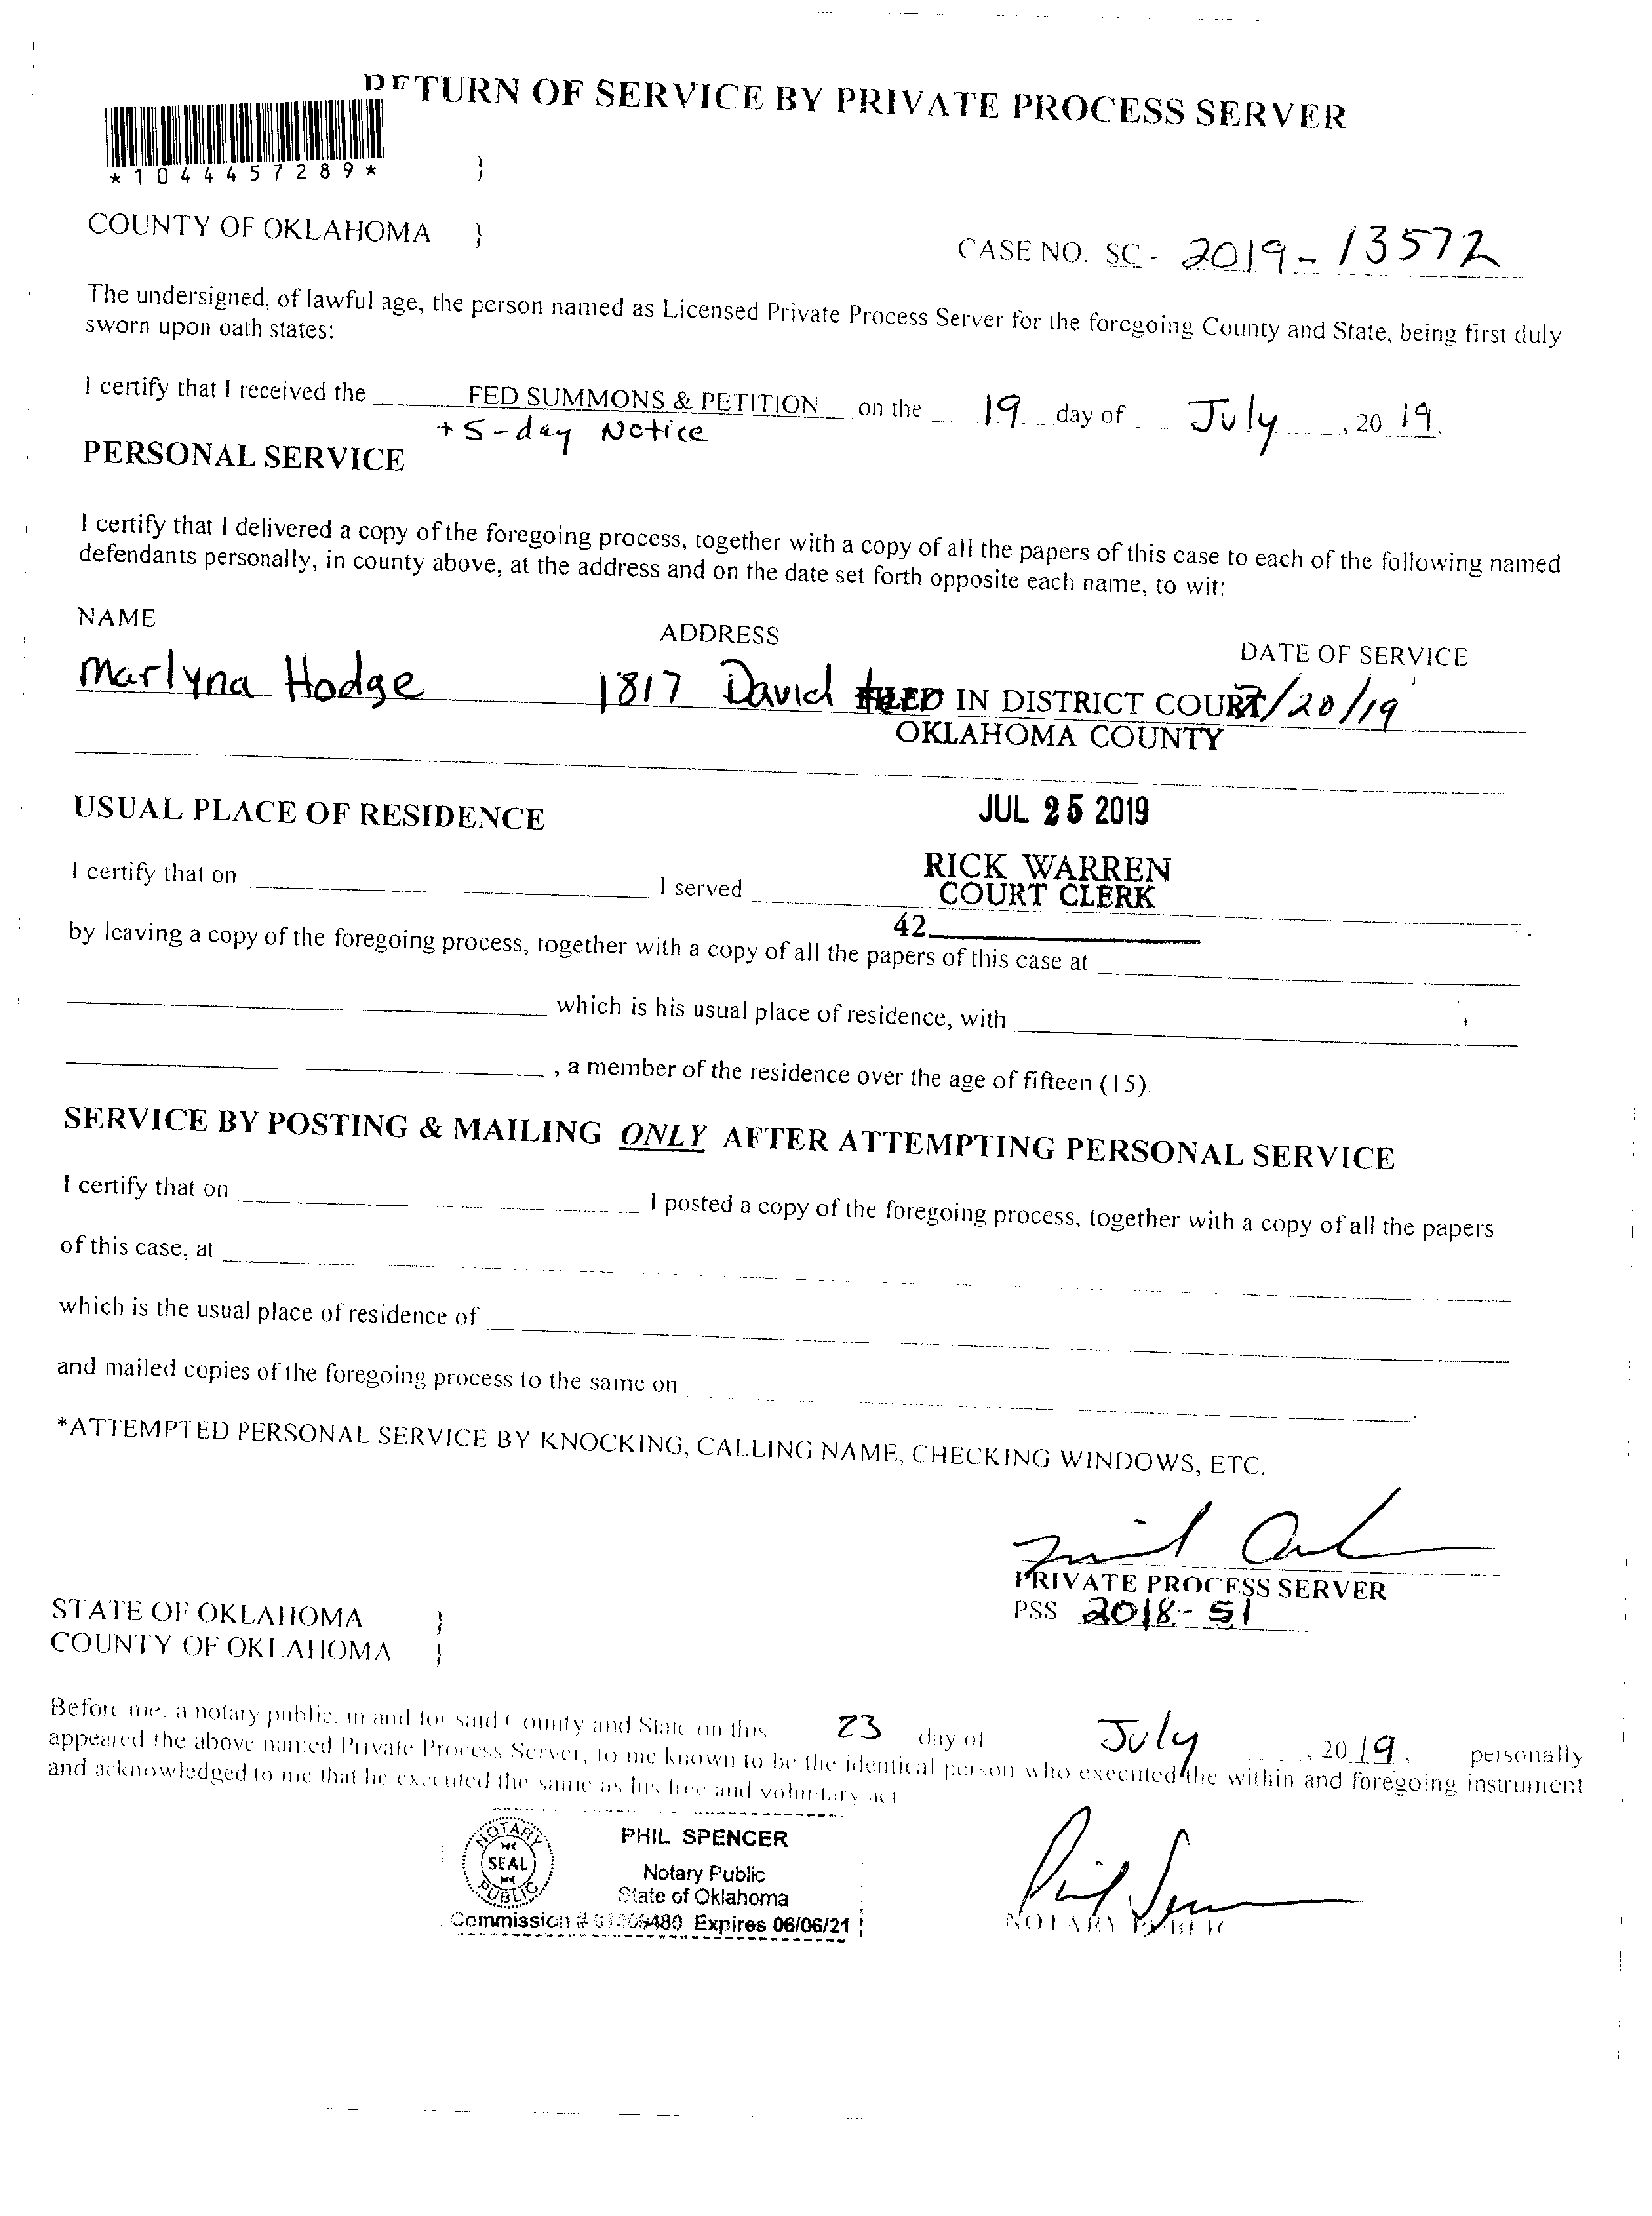 RETURN OF SERVICE BY PRIVATE PROCESS SERVER
*1044457289*
}
COUNTY OF OKLAHOMA }
CASE NO. SC - 2019-13572
The undersigned, of lawful age, the person named as Licensed Private Process Server for the foregoing County and State, being first duly
sworn upon oath states:
I certify that I received the FED SUMMONS & PETITION on the 19 day of July, 20 19.
+ 5-day Notice
PERSONAL SERVICE
I certify that I delivered a copy of the foregoing process, together with a copy of all the papers of this case to each of the following named
defendants personally, in county above, at the address and on the date set forth opposite each name, to wit:
NAME ADDRESS DATE OF SERVICE
Marlyna Hodge 1817 David 7/20/19
FILED IN DISTRICT COURT
OKLAHOMA COUNTY
JUL 25 2019
USUAL PLACE OF RESIDENCE
RICK WARREN
COURT CLERK
42
I certify that on I served
by leaving a copy of the foregoing process, together with a copy of all the papers of this case at
which is his usual place of residence, with
, a member of the residence over the age of fifteen (15).
SERVICE BY POSTING & MAILING ONLY AFTER ATTEMPTING PERSONAL SERVICE
I certify that on I posted a copy of the foregoing process, together with a copy of all the papers
of this case, at
which is the usual place of residence of
and mailed copies of the foregoing process to the same on
*ATTEMPTED PERSONAL SERVICE BY KNOCKING, CALLING NAME, CHECKING WINDOWS, ETC.
PRIVATE PROCESS SERVER
PSS 2018-51
STATE OF OKLAHOMA }
COUNTY OF OKLAHOMA }
Before me, a notary public, in and for said County and State on this 23 day of July, 2019, personally
appeared the above named Private Process Server, to me known to be the identical person who executed the within and foregoing instrument
and acknowledged to me that he executed the same as his free and voluntary act
NOTARY
SEAL
PUBLIC
PHIL SPENCER
Notary Public
State of Oklahoma
Commission # Expires 06/06/21
Phil Spencer
NOTARY PUBLIC